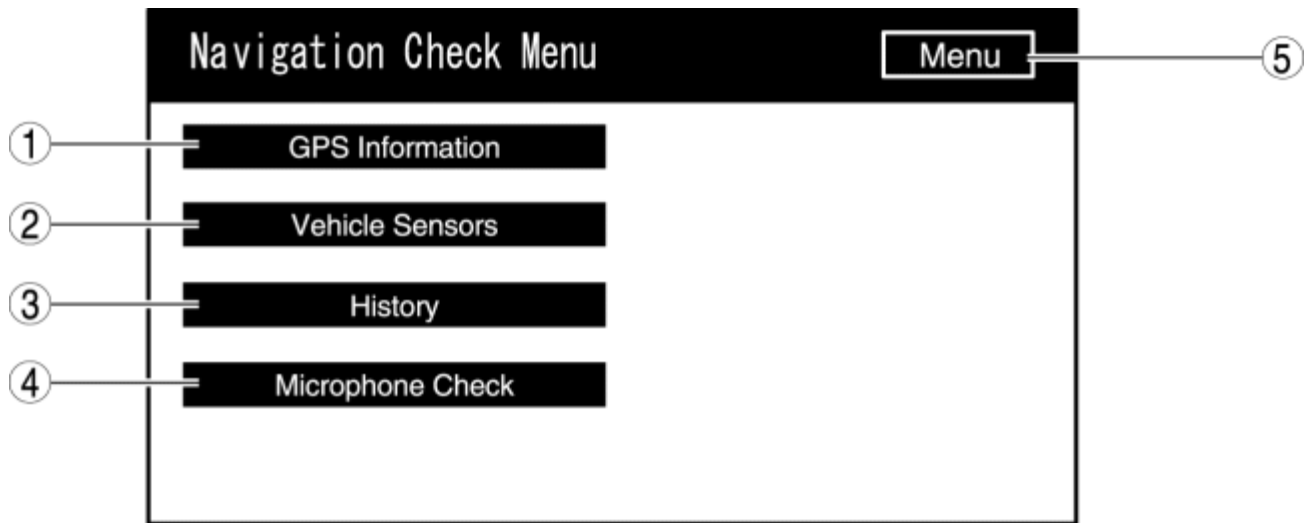 Navigation Check Menu
Menu
5
1
GPS Information
2
Vehicle Sensors
3
History
4
Microphone Check